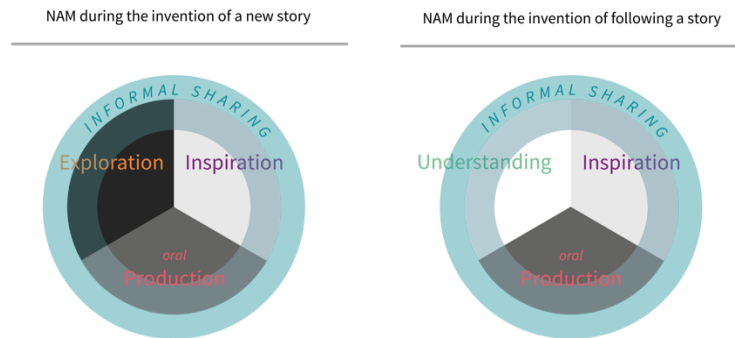 NAM during the invention of a new story
INFORMAL SHARING
Exploration
Inspiration
oral
Production
NAM during the invention of following a story
INFORMAL SHARING
Understanding
Inspiration
oral
Production